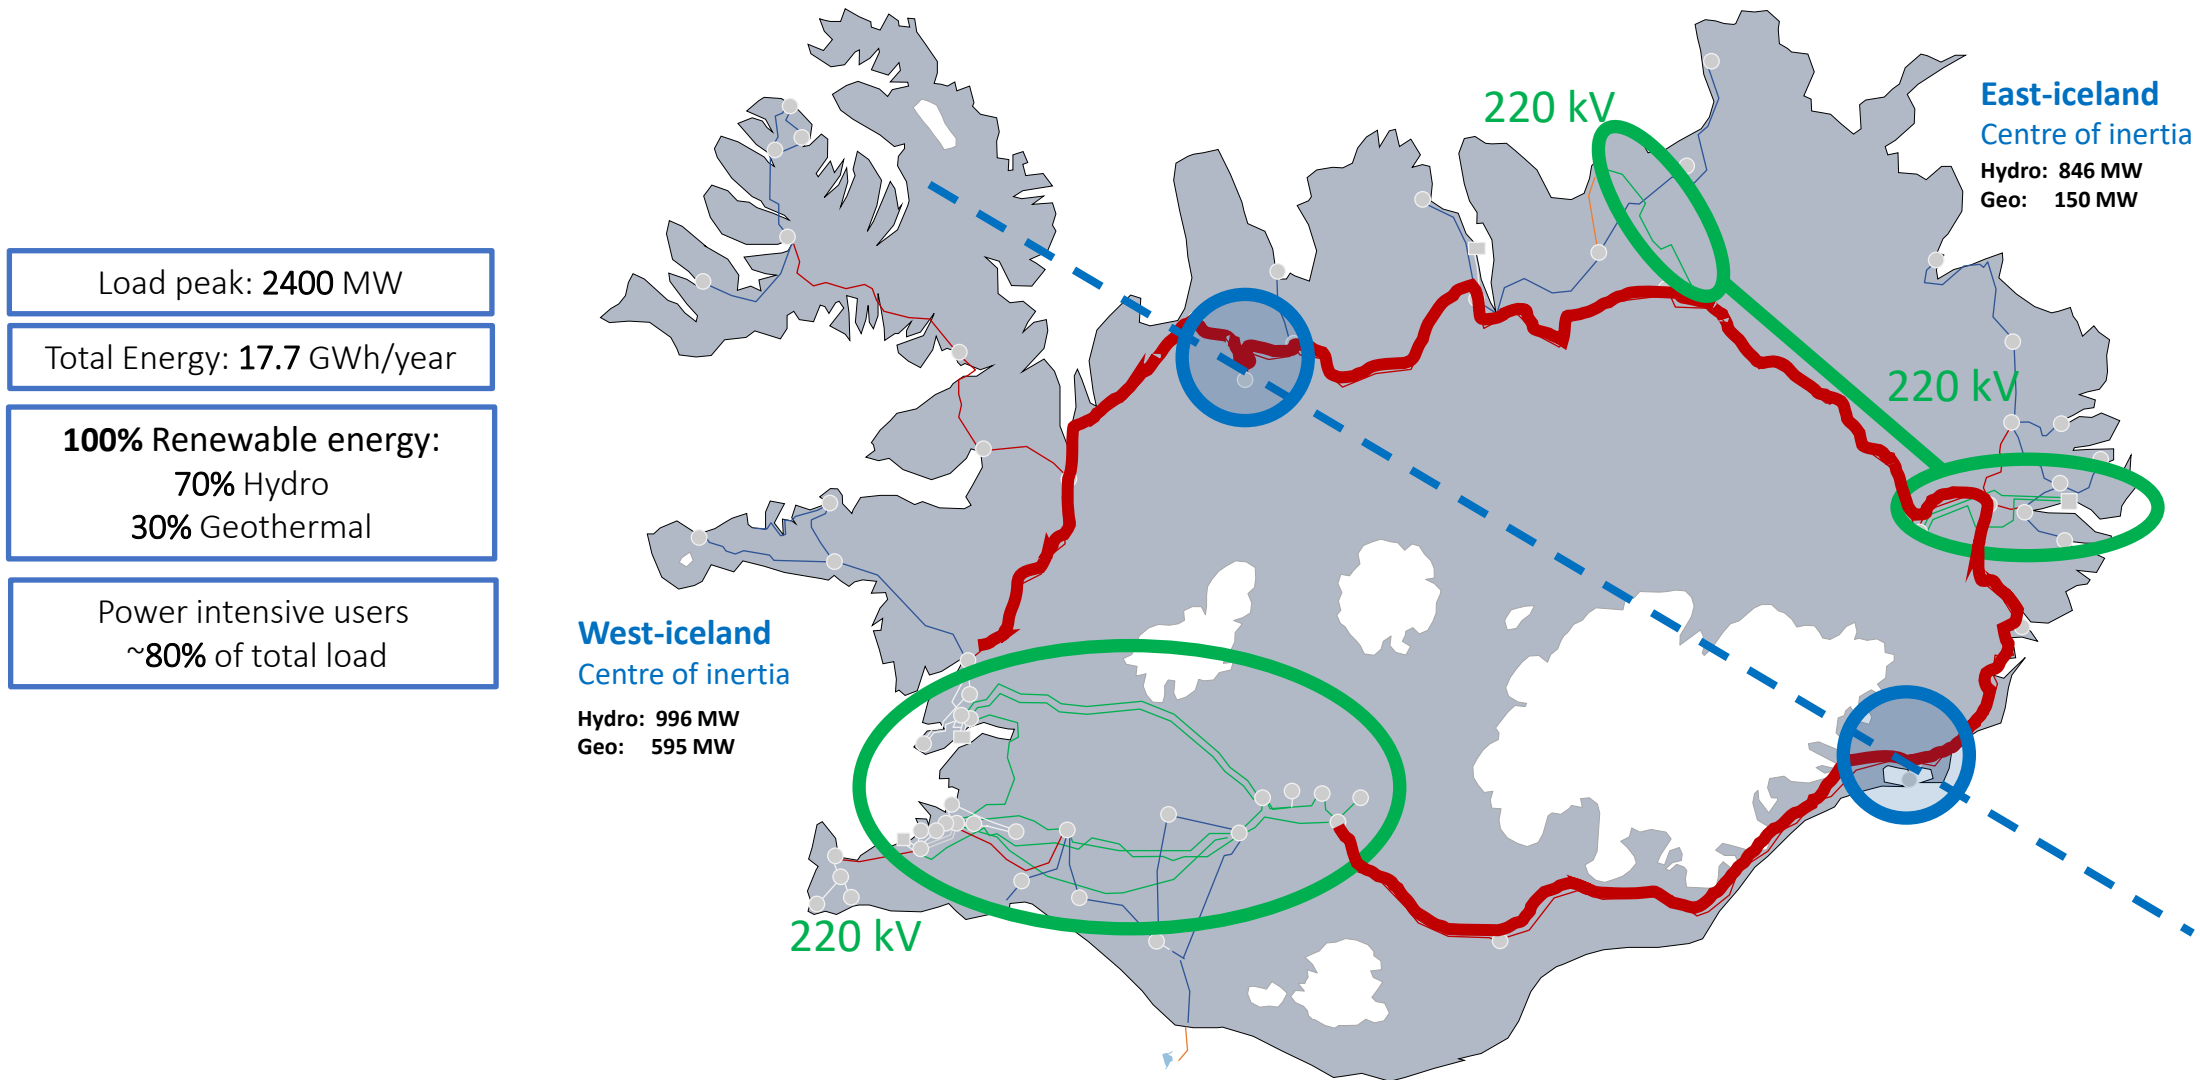 Load peak: 2400 MW
Total Energy: 17.7 GWh/year
100% Renewable energy:
70% Hydro
30% Geothermal
Power intensive users
~80% of total load
220 kV
East-iceland
Centre of inertia
Hydro: 846 MW
Geo: 150 MW
220 kV
West-iceland
Centre of inertia
Hydro: 996 MW
Geo: 595 MW
220 kV